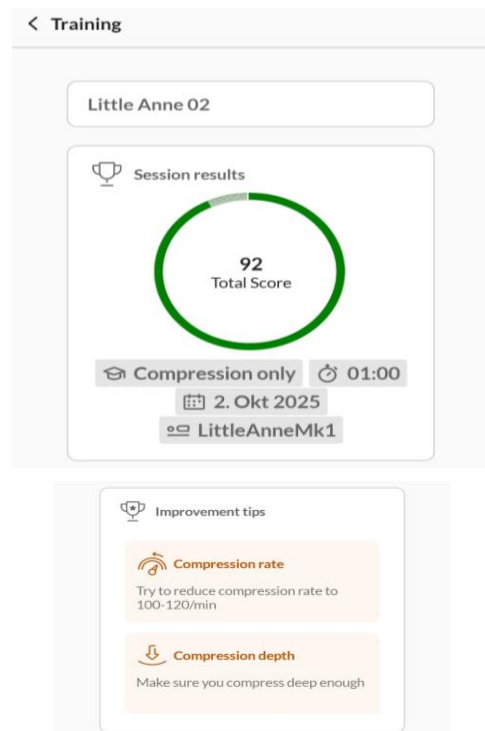 Training
Little Anne 02
Session results
92
Total Score
Compression only 01:00
2. Okt 2025
LittleAnneMk1
Improvement tips
Compression rate
Try to reduce compression rate to
100-120/min
Compression depth
Make sure you compress deep enough